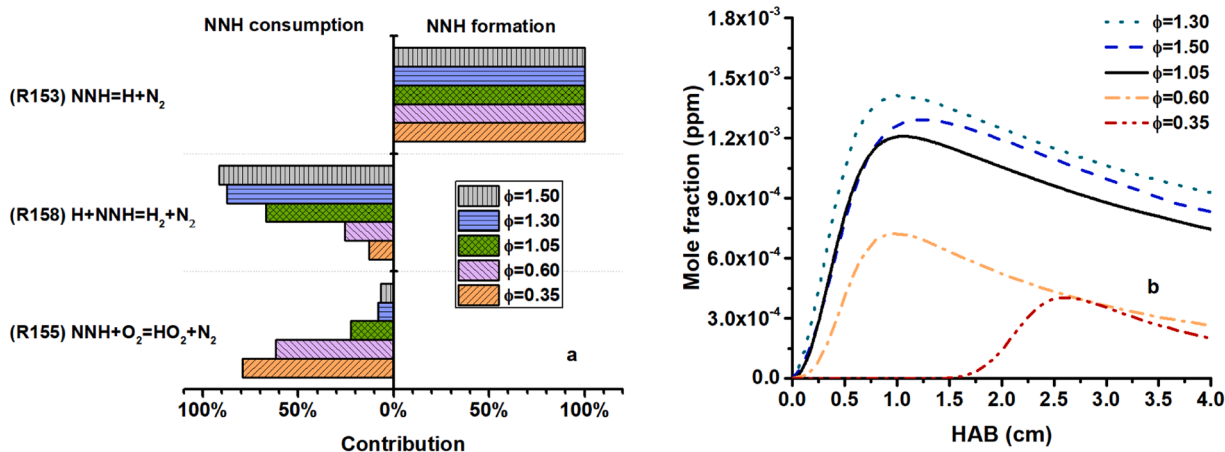 NNH consumption NNH formation
(R153) NNH=H+N₂
(R158) H+NNH=H₂+N₂
(R155) NNH+O₂=HO₂+N₂
ϕ=1.50
ϕ=1.30
ϕ=1.05
ϕ=0.60
ϕ=0.35
a
100% 50% 0% 50% 100%
Contribution
Mole fraction (ppm)
1.8x10⁻³
1.5x10⁻³
1.2x10⁻³
9.0x10⁻⁴
6.0x10⁻⁴
3.0x10⁻⁴
0.0
ϕ=1.30
ϕ=1.50
ϕ=1.05
ϕ=0.60
ϕ=0.35
b
0.0 0.5 1.0 1.5 2.0 2.5 3.0 3.5 4.0
HAB (cm)